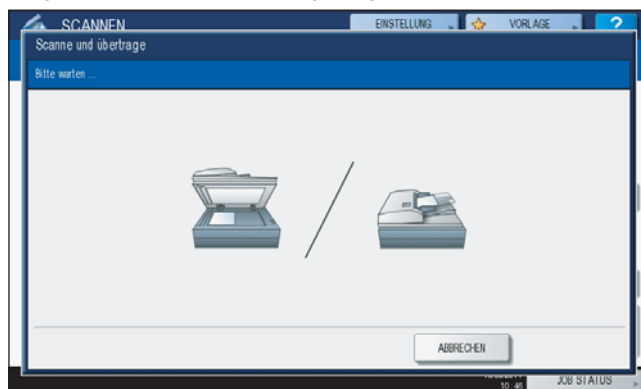 SCANNEN
EINSTELLUNG
VORLAGE
?
Scanne und übertrage
Bitte warten ...
ABBRECHEN
10:46
JOB STATUS